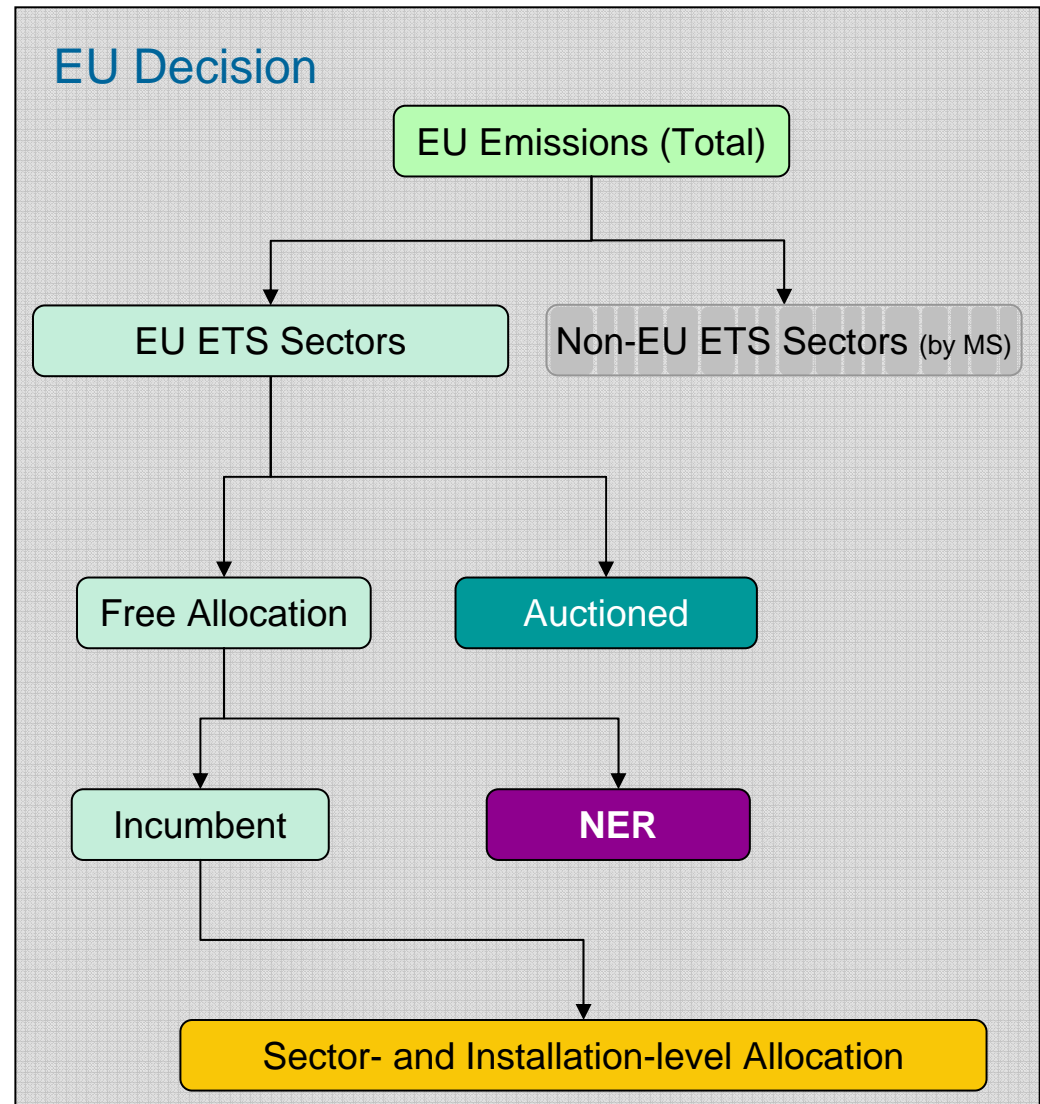 EU Decision
EU Emissions (Total)
EU ETS Sectors
Non-EU ETS Sectors (by MS)
Free Allocation
Auctioned
Incumbent
NER
Sector- and Installation-level Allocation